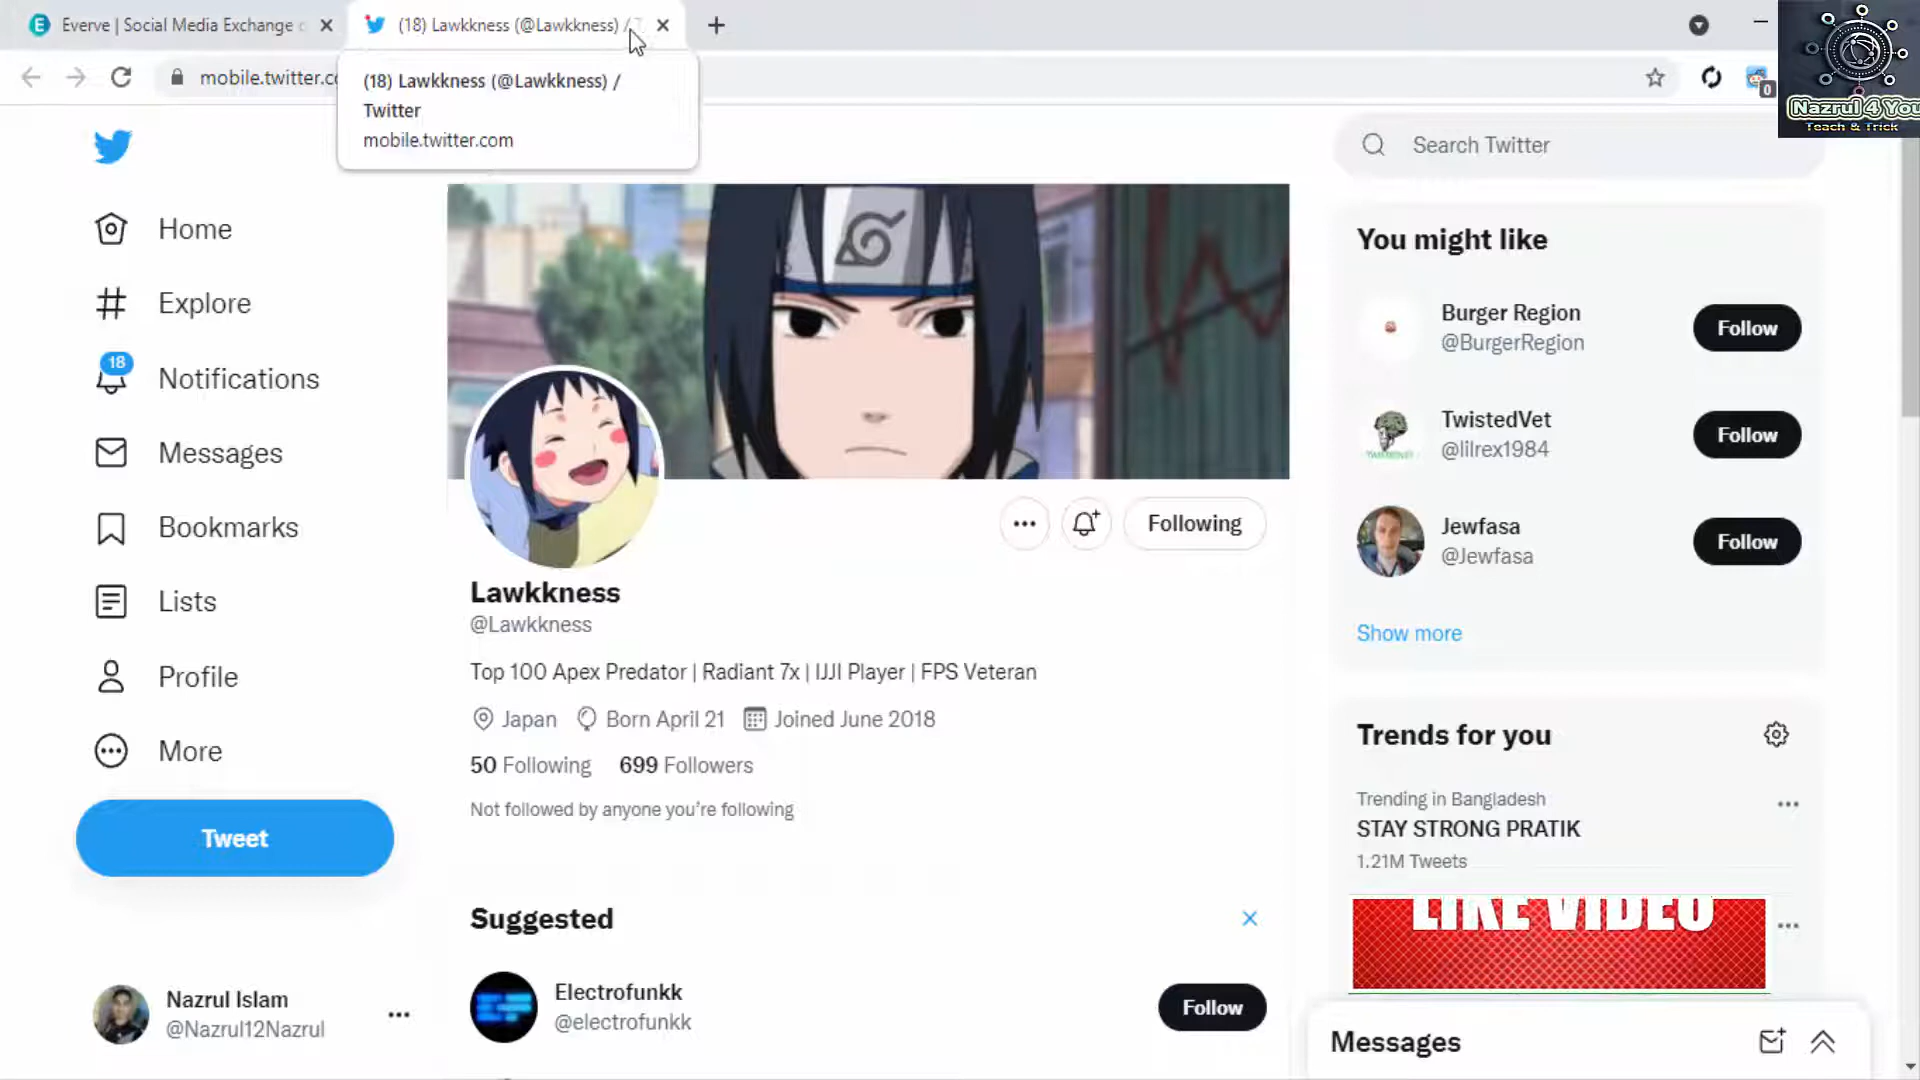 Everve | Social Media Exchange
(18) Lawkkness (@Lawkkness) /
mobile.twitter.c
(18) Lawkkness (@Lawkkness) /
Twitter
mobile.twitter.com
0
Nazrul 4 You
Teach & Trick
Home
Explore
18
Notifications
Messages
Bookmarks
Lists
Profile
More
Tweet
Nazrul Islam
@Nazrul12Nazrul
Following
Lawkkness
@Lawkkness
Top 100 Apex Predator | Radiant 7x | IJJI Player | FPS Veteran
Japan Born April 21 Joined June 2018
50 Following 699 Followers
Not followed by anyone you're following
Suggested
Electrofunkk
@electrofunkk
Follow
Search Twitter
You might like
Burger Region
@BurgerRegion
Follow
TwistedVet
@lilrex1984
Follow
Jewfasa
@Jewfasa
Follow
Show more
Trends for you
Trending in Bangladesh
STAY STRONG PRATIK
1.21M Tweets
LIKE VIDEO
Messages